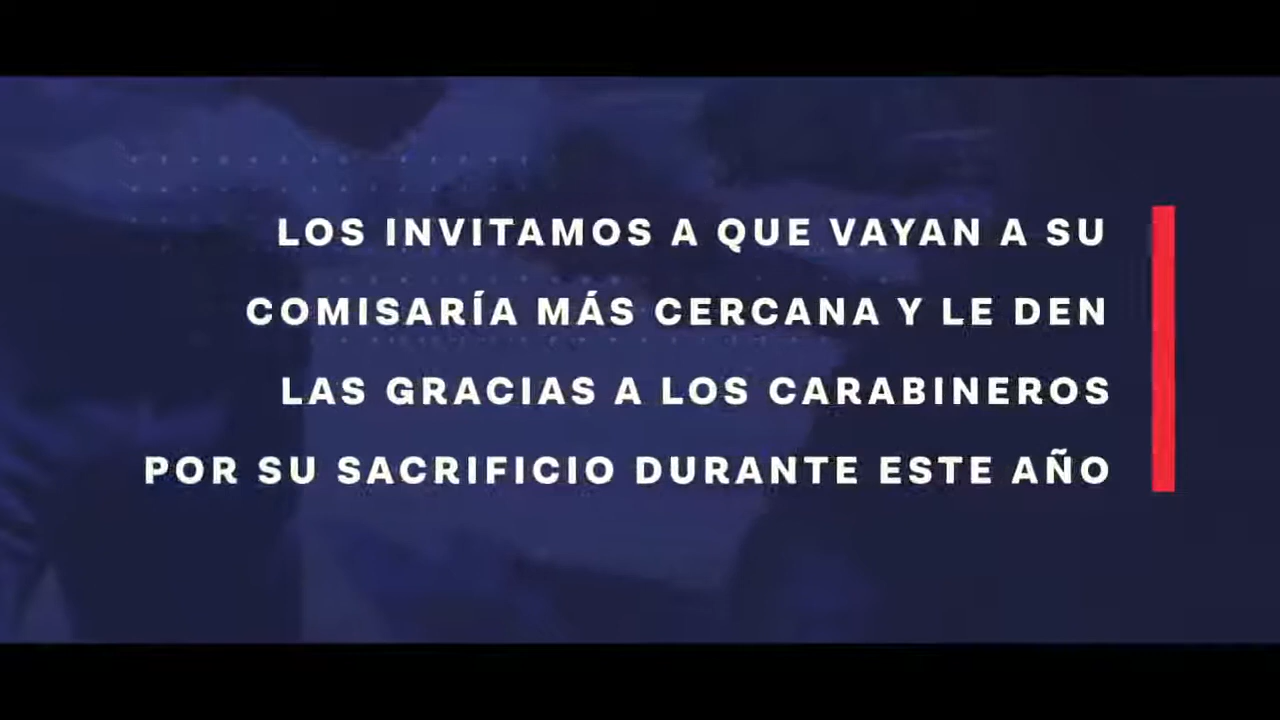 LOS INVITAMOS A QUE VAYAN A SU
COMISARÍA MÁS CERCANA Y LE DEN
LAS GRACIAS A LOS CARABINEROS
POR SU SACRIFICIO DURANTE ESTE AÑO